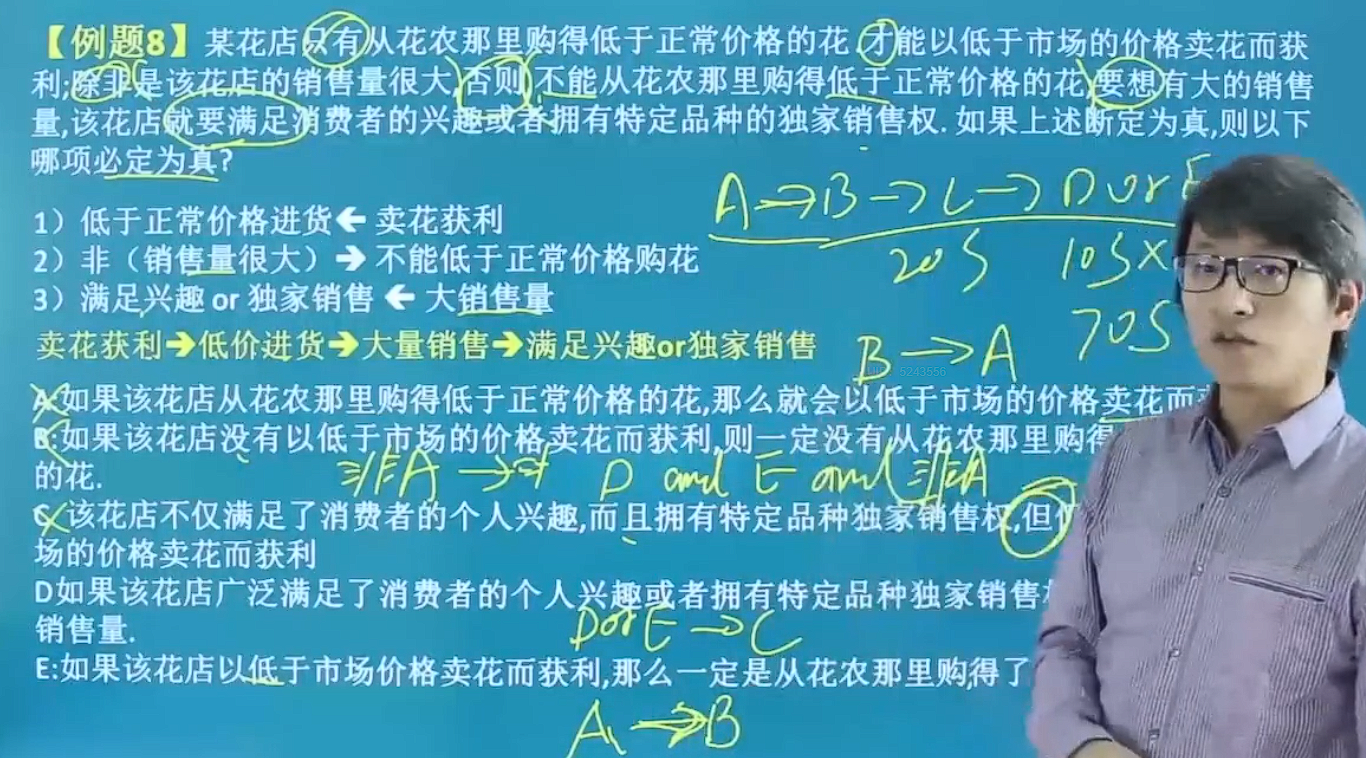 【例题8】某花店只有从花农那里购得低于正常价格的花,才能以低于市场的价格卖花而获
利;除非是该花店的销售量很大,否则,不能从花农那里购得低于正常价格的花,要想有大的销售
量,该花店就要满足消费者的兴趣或者拥有特定品种的独家销售权.如果上述断定为真,则以下
哪项必定为真?
A→B→C→D or E
1）低于正常价格进货← 卖花获利
20S 10S X
2）非（销售量很大）→ 不能低于正常价格购花
3）满足兴趣 or 独家销售 ← 大销售量
70S
卖花获利→低价进货→大量销售→满足兴趣or独家销售
B→A
5243556
A:如果该花店从花农那里购得低于正常价格的花,那么就会以低于市场的价格卖花而
B:如果该花店没有以低于市场的价格卖花而获利,则一定没有从花农那里购得
的花.
非A → D and E and 非A
C 该花店不仅满足了消费者的个人兴趣,而且拥有特定品种独家销售权,但
场的价格卖花而获利
D如果该花店广泛满足了消费者的个人兴趣或者拥有特定品种独家销售
销售量.
D or E → C
E:如果该花店以低于市场价格卖花而获利,那么一定是从花农那里购得了
A→B